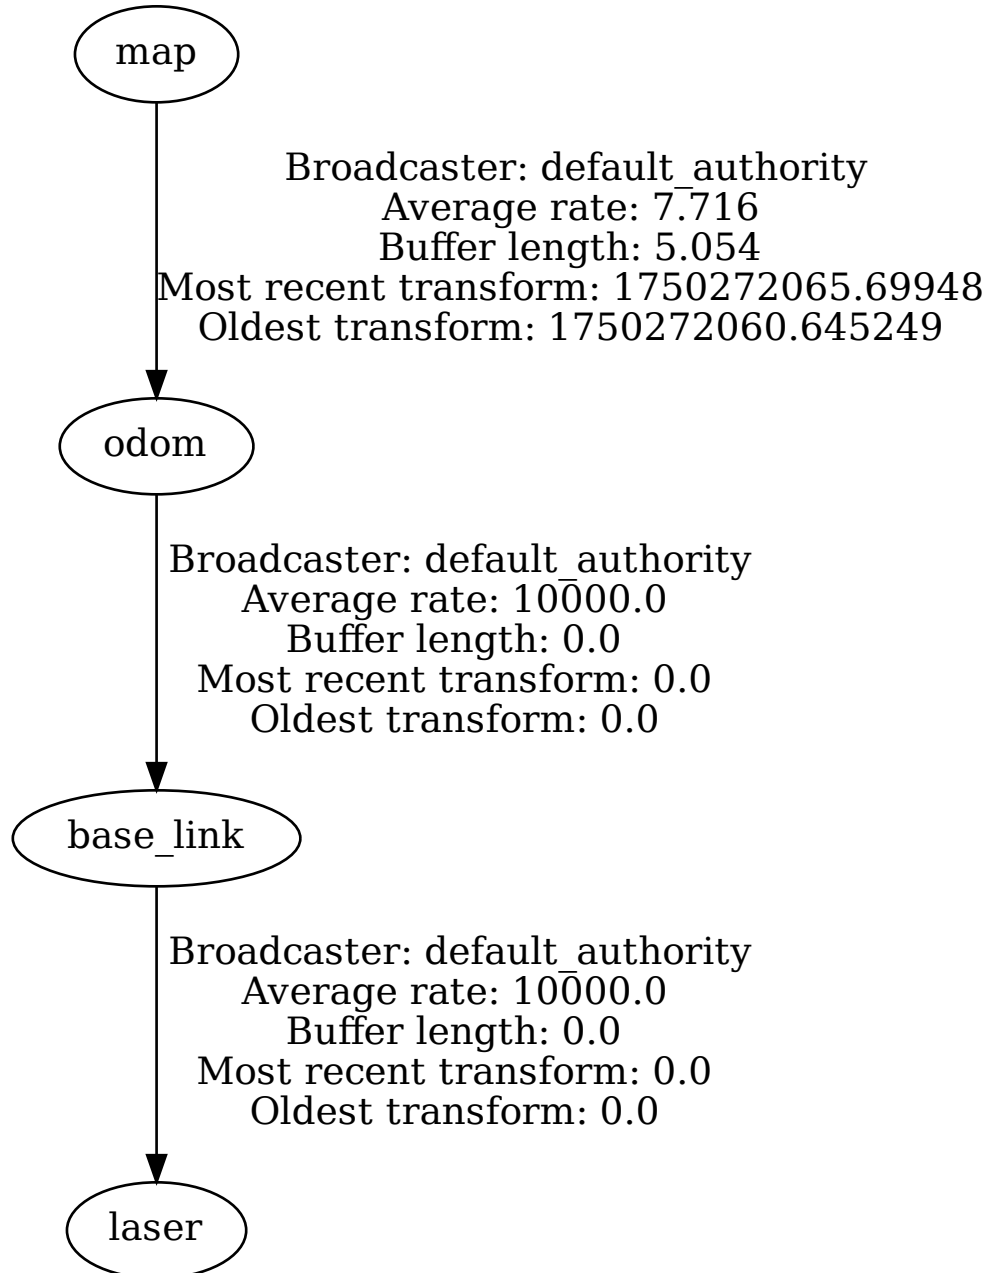 map
Broadcaster: default_authority
Average rate: 7.716
Buffer length: 5.054
Most recent transform: 1750272065.69948
Oldest transform: 1750272060.645249
odom
Broadcaster: default_authority
Average rate: 10000.0
Buffer length: 0.0
Most recent transform: 0.0
Oldest transform: 0.0
base_link
Broadcaster: default_authority
Average rate: 10000.0
Buffer length: 0.0
Most recent transform: 0.0
Oldest transform: 0.0
laser